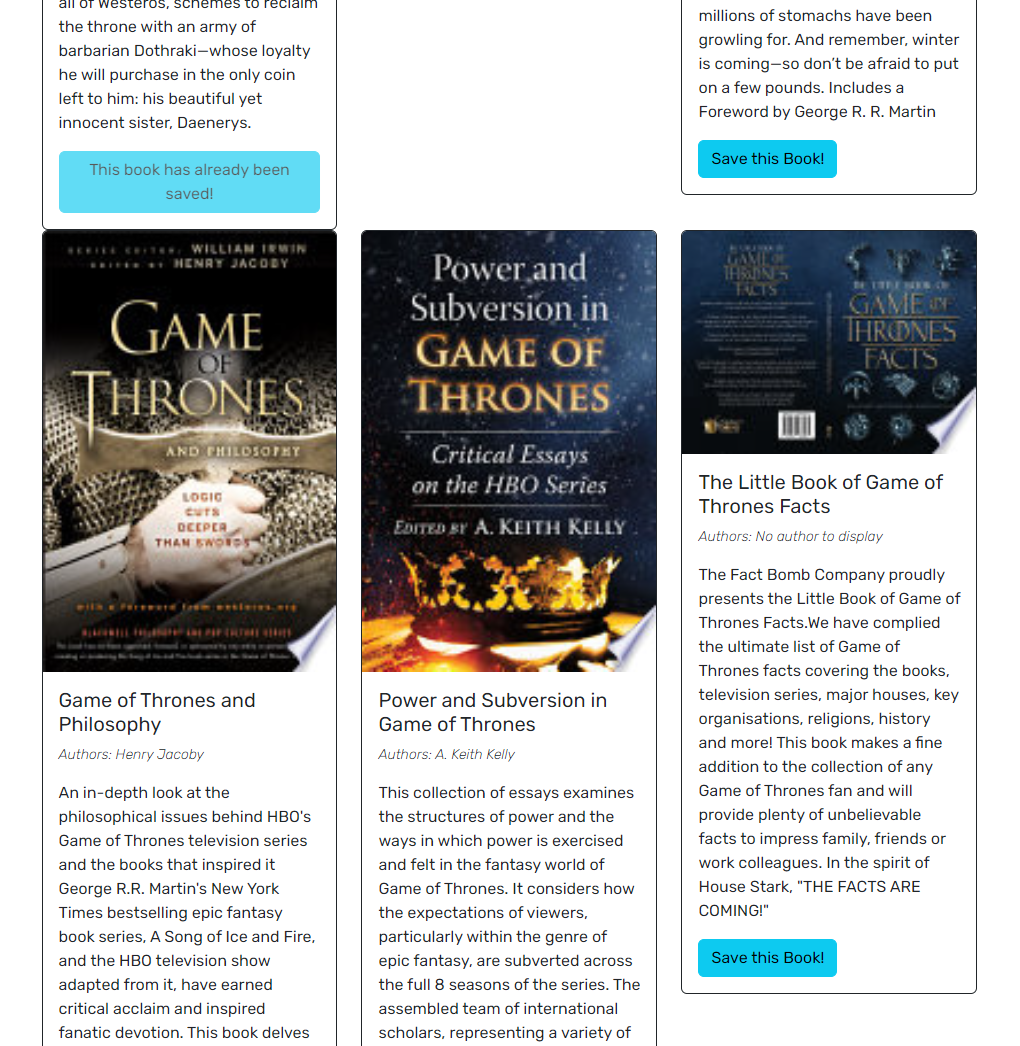 all of Westeros, schemes to reclaim
the throne with an army of
barbarian Dothraki—whose loyalty
he will purchase in the only coin
left to him: his beautiful yet
innocent sister, Daenerys.
This book has already been
saved!
millions of stomachs have been
growling for. And remember, winter
is coming—so don't be afraid to put
on a few pounds. Includes a
Foreword by George R. R. Martin
Save this Book!
SERIES EDITOR: WILLIAM IRWIN
EDITED BY HENRY JACOBY
GAME
OF
THRONES
AND PHILOSOPHY
LOGIC
CUTS
DEEPER
THAN SWORDS
with a foreword from westeros.org
BLACKWELL PHILOSOPHY AND POP CULTURE SERIES
Game of Thrones and
Philosophy
Authors: Henry Jacoby
An in-depth look at the
philosophical issues behind HBO's
Game of Thrones television series
and the books that inspired it
George R.R. Martin's New York
Times bestselling epic fantasy
book series, A Song of Ice and Fire,
and the HBO television show
adapted from it, have earned
critical acclaim and inspired
fanatic devotion. This book delves
Power and
Subversion in
GAME OF
THRONES
Critical Essays
on the HBO Series
EDITED BY A. KEITH KELLY
Power and Subversion in
Game of Thrones
Authors: A. Keith Kelly
This collection of essays examines
the structures of power and the
ways in which power is exercised
and felt in the fantasy world of
Game of Thrones. It considers how
the expectations of viewers,
particularly within the genre of
epic fantasy, are subverted across
the full 8 seasons of the series. The
assembled team of international
scholars, representing a variety of
GAME OF
THRONES
FACTS
THE LITTLE BOOK OF
GAME OF
THRONES
FACTS
The Little Book of Game of
Thrones Facts
Authors: No author to display
The Fact Bomb Company proudly
presents the Little Book of Game of
Thrones Facts.We have complied
the ultimate list of Game of
Thrones facts covering the books,
television series, major houses, key
organisations, religions, history
and more! This book makes a fine
addition to the collection of any
Game of Thrones fan and will
provide plenty of unbelievable
facts to impress family, friends or
work colleagues. In the spirit of
House Stark, "THE FACTS ARE
COMING!"
Save this Book!